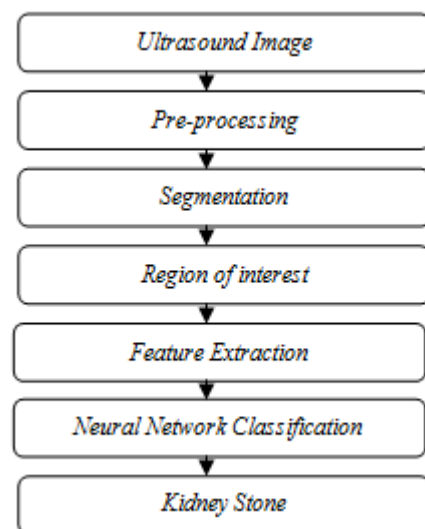 Ultrasound Image
Pre-processing
Segmentation
Region of interest
Feature Extraction
Neural Network Classification
Kidney Stone